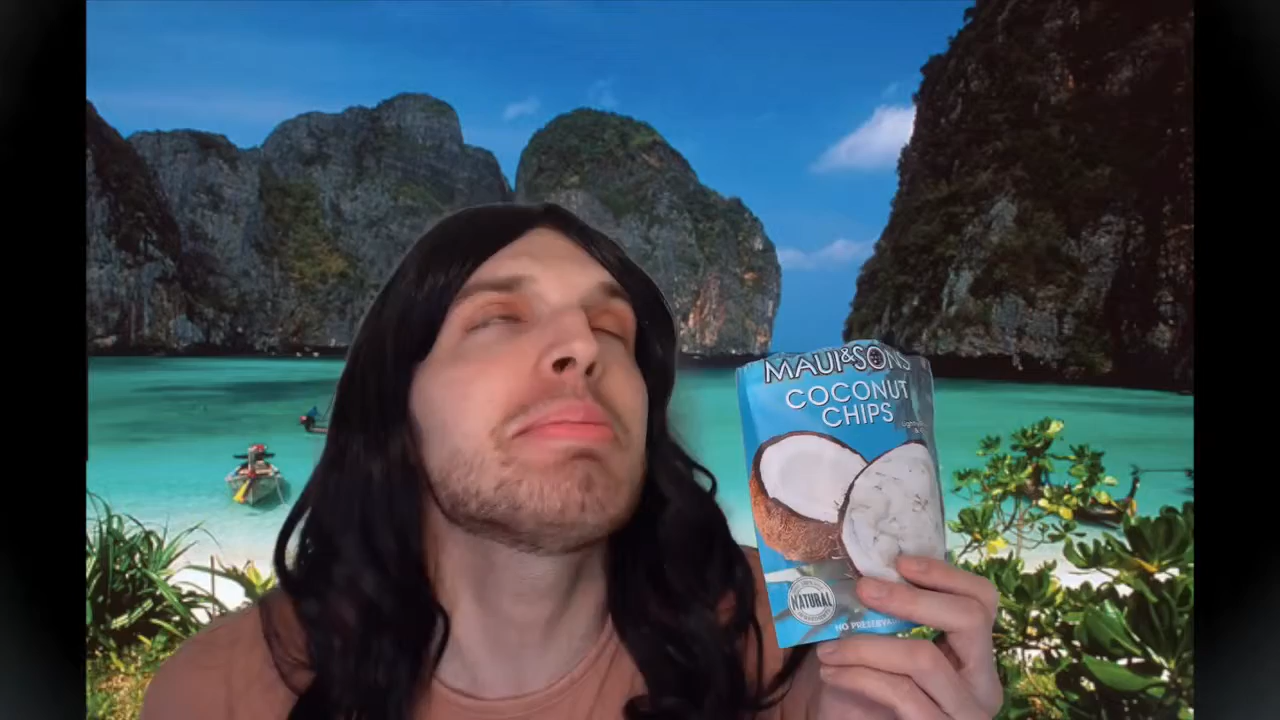 MAUI&SONS
COCONUT
CHIPS
NATURAL
NO PRESERVA